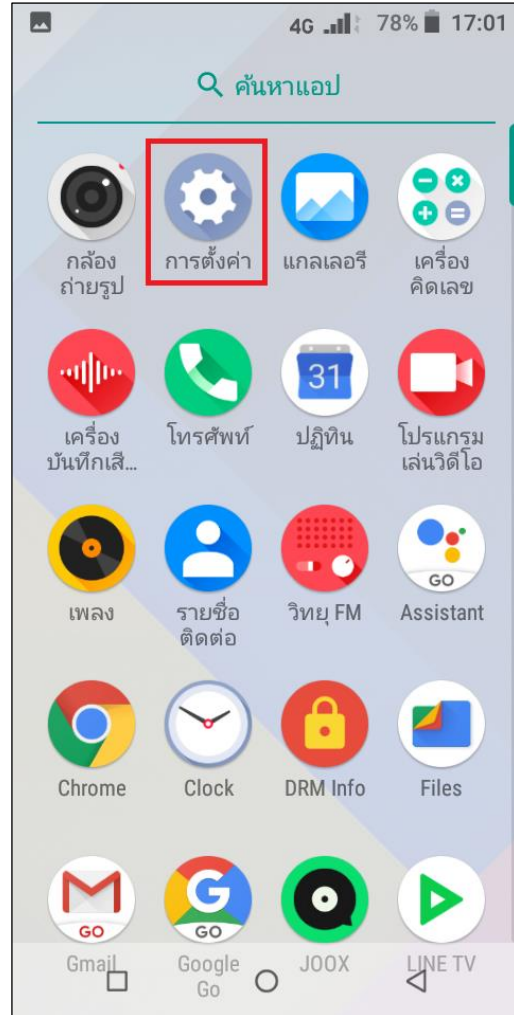 4G 78% 17:01
ค้นหาแอป
กล้อง
ถ่ายรูป
การตั้งค่า
แกลเลอรี
เครื่อง
คิดเลข
31
เครื่อง
บันทึกเสี...
โทรศัพท์
ปฏิทิน
โปรแกรม
เล่นวิดีโอ
GO
เพลง
รายชื่อ
ติดต่อ
วิทยุ FM
Assistant
Chrome
Clock
DRM Info
Files
GO
G
GO
Gmail
Google
Go
JOOX
LINE TV